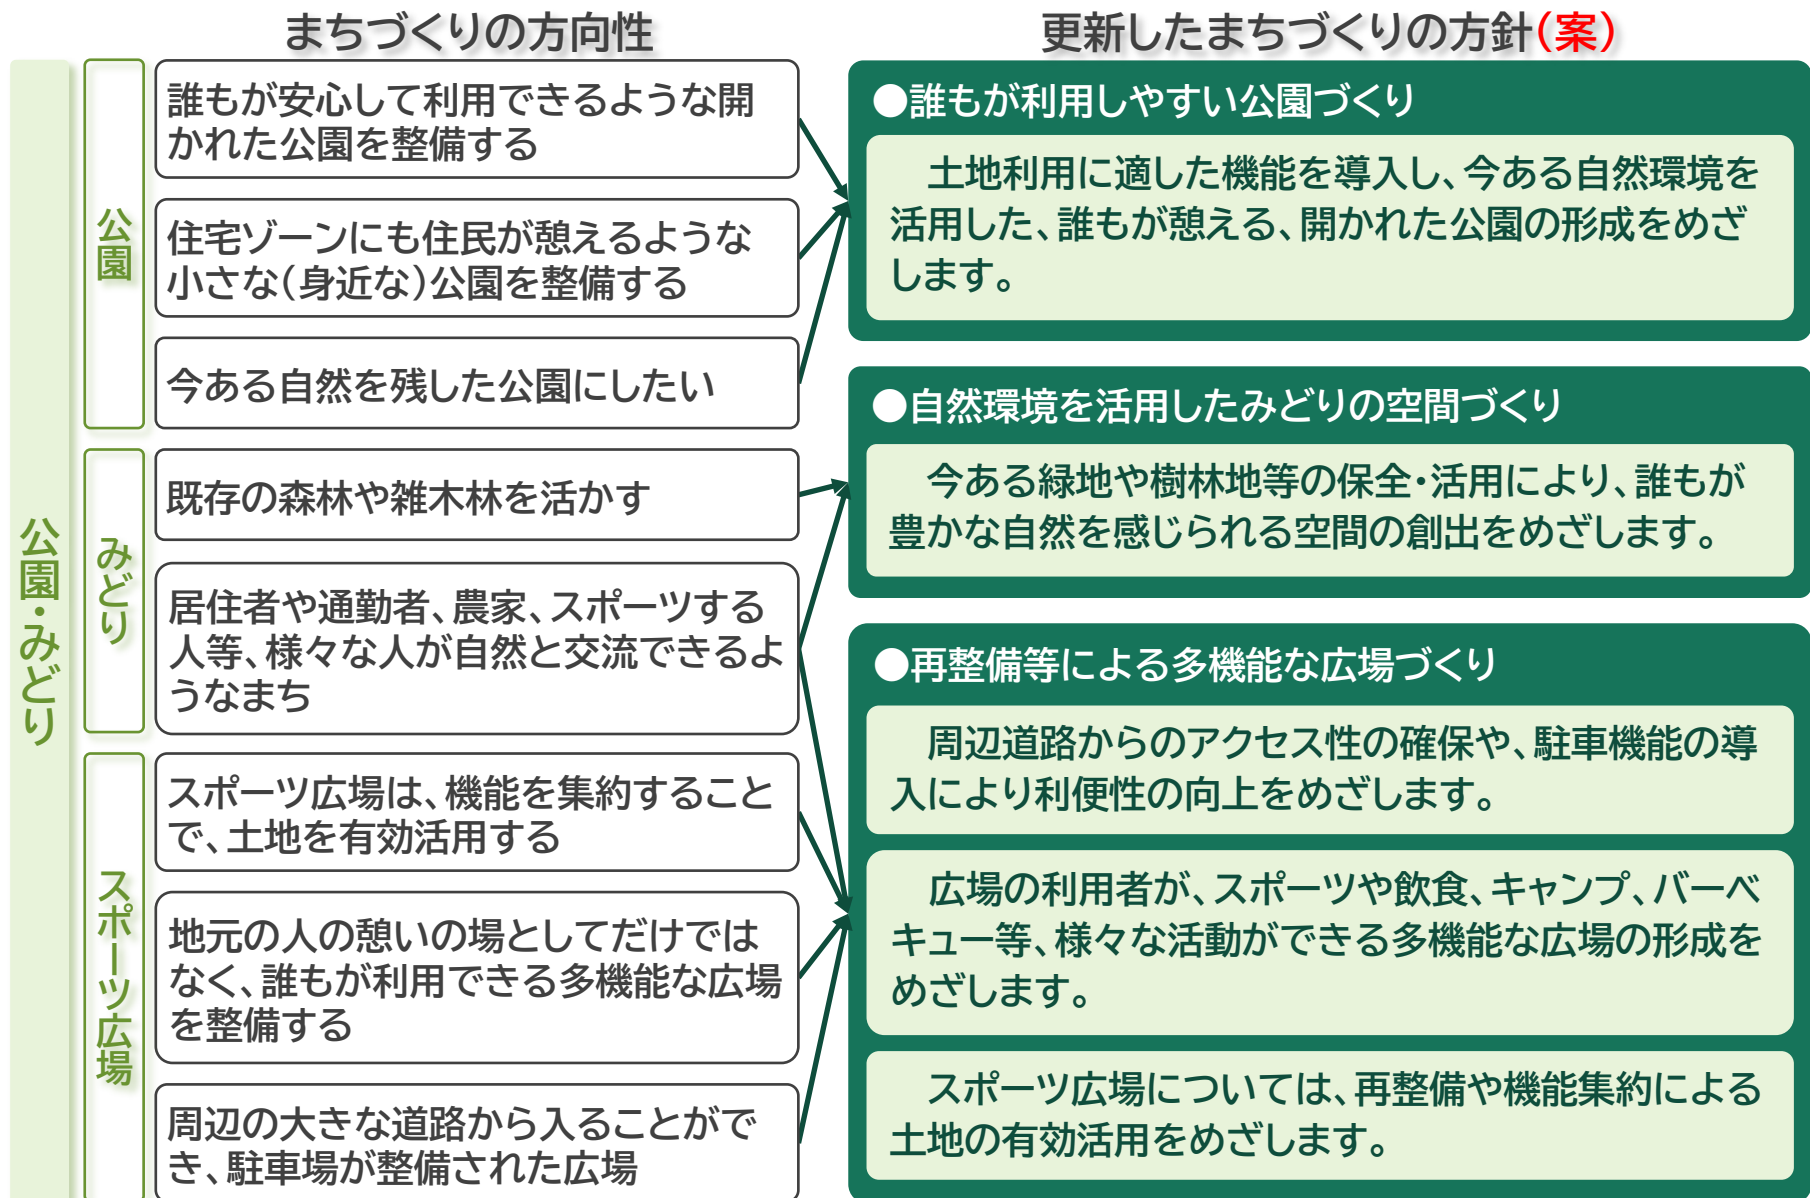 まちづくりの方向性
更新したまちづくりの方針(案)
公園・みどり
公園
誰もが安心して利用できるような開
かれた公園を整備する
住宅ゾーンにも住民が憩えるような
小さな(身近な)公園を整備する
今ある自然を残した公園にしたい
みどり
既存の森林や雑木林を活かす
居住者や通勤者、農家、スポーツする
人等、様々な人が自然と交流できるよ
うなまち
スポーツ広場
スポーツ広場は、機能を集約すること
で、土地を有効活用する
地元の人の憩いの場としてだけでは
なく、誰もが利用できる多機能な広場
を整備する
周辺の大きな道路から入ることがで
き、駐車場が整備された広場
●誰もが利用しやすい公園づくり
土地利用に適した機能を導入し、今ある自然環境を
活用した、誰もが憩える、開かれた公園の形成をめざ
します。
●自然環境を活用したみどりの空間づくり
今ある緑地や樹林地等の保全・活用により、誰もが
豊かな自然を感じられる空間の創出をめざします。
●再整備等による多機能な広場づくり
周辺道路からのアクセス性の確保や、駐車機能の導
入により利便性の向上をめざします。
広場の利用者が、スポーツや飲食、キャンプ、バーベ
キュー等、様々な活動ができる多機能な広場の形成を
めざします。
スポーツ広場については、再整備や機能集約による
土地の有効活用をめざします。